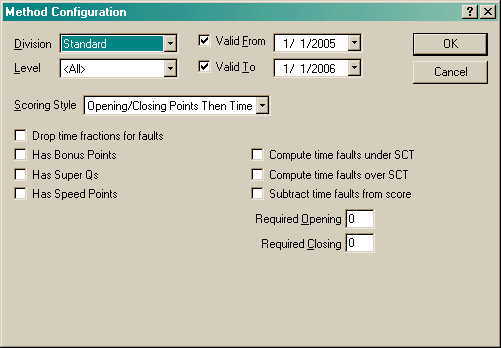 Method Configuration
Division Standard Valid From 1/ 1/2005 OK
Level <All> Valid To 1/ 1/2006 Cancel
Scoring Style Opening/Closing Points Then Time
Drop time fractions for faults
Has Bonus Points Compute time faults under SCT
Has Super Qs Compute time faults over SCT
Has Speed Points Subtract time faults from score
Required Opening 0
Required Closing 0